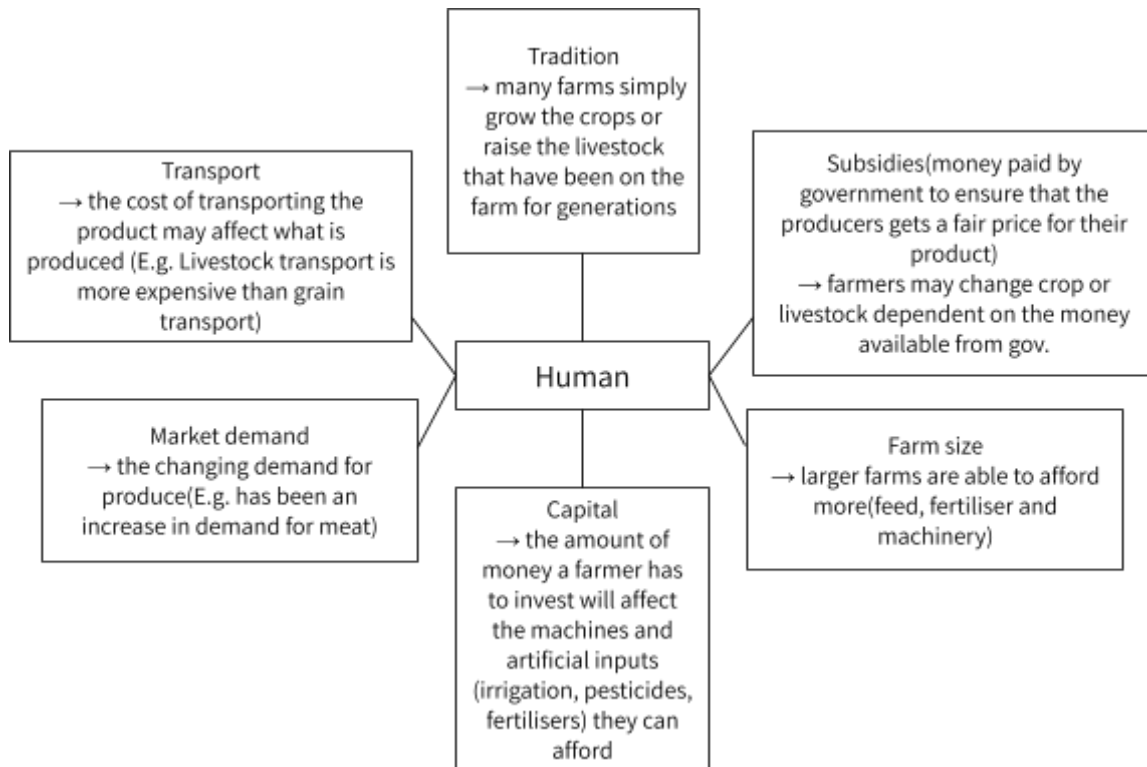 Tradition
→ many farms simply
grow the crops or
raise the livestock
that have been on the
farm for generations
Transport
→ the cost of transporting the
product may affect what is
produced (E.g. Livestock transport is
more expensive than grain
transport)
Subsidies(money paid by
government to ensure that the
producers gets a fair price for their
product)
→ farmers may change crop or
livestock dependent on the money
available from gov.
Human
Market demand
→ the changing demand for
produce(E.g. has been an
increase in demand for meat)
Farm size
→ larger farms are able to afford
more(feed, fertiliser and
machinery)
Capital
→ the amount of
money a farmer has
to invest will affect
the machines and
artificial inputs
(irrigation, pesticides,
fertilisers) they can
afford